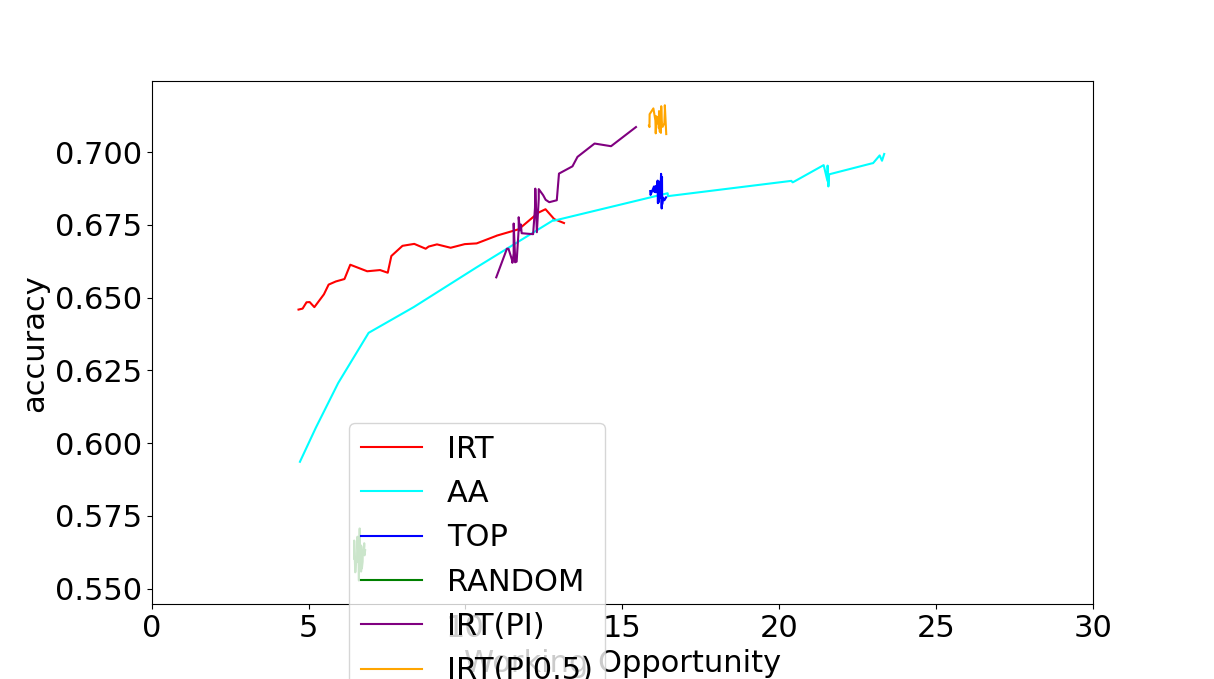 0.700
0.675
0.650
0.625
0.600
0.575
0.550
accuracy
IRT
AA
TOP
RANDOM
IRT(PI)
IRT(PI0.5)
0 5 10 15 20 25 30
Working Opportunity